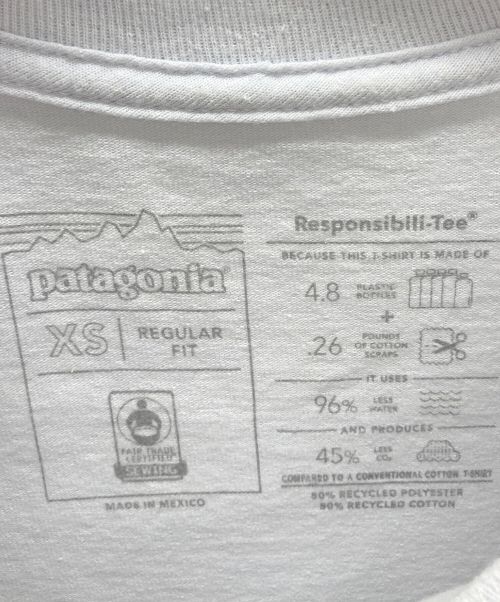 patagonia®
XS
REGULAR
FIT
FAIR TRADE
CERTIFIED
SEWING
MADE IN MEXICO
Responsibili-Tee®
BECAUSE THIS T-SHIRT IS MADE OF
4.8 PLASTIC
BOTTLES
+
.26 POUNDS
OF COTTON
SCRAPS
IT USES
96% LESS
WATER
AND PRODUCES
45% LESS
CO₂
COMPARED TO A CONVENTIONAL COTTON T-SHIRT
50% RECYCLED POLYESTER
50% RECYCLED COTTON